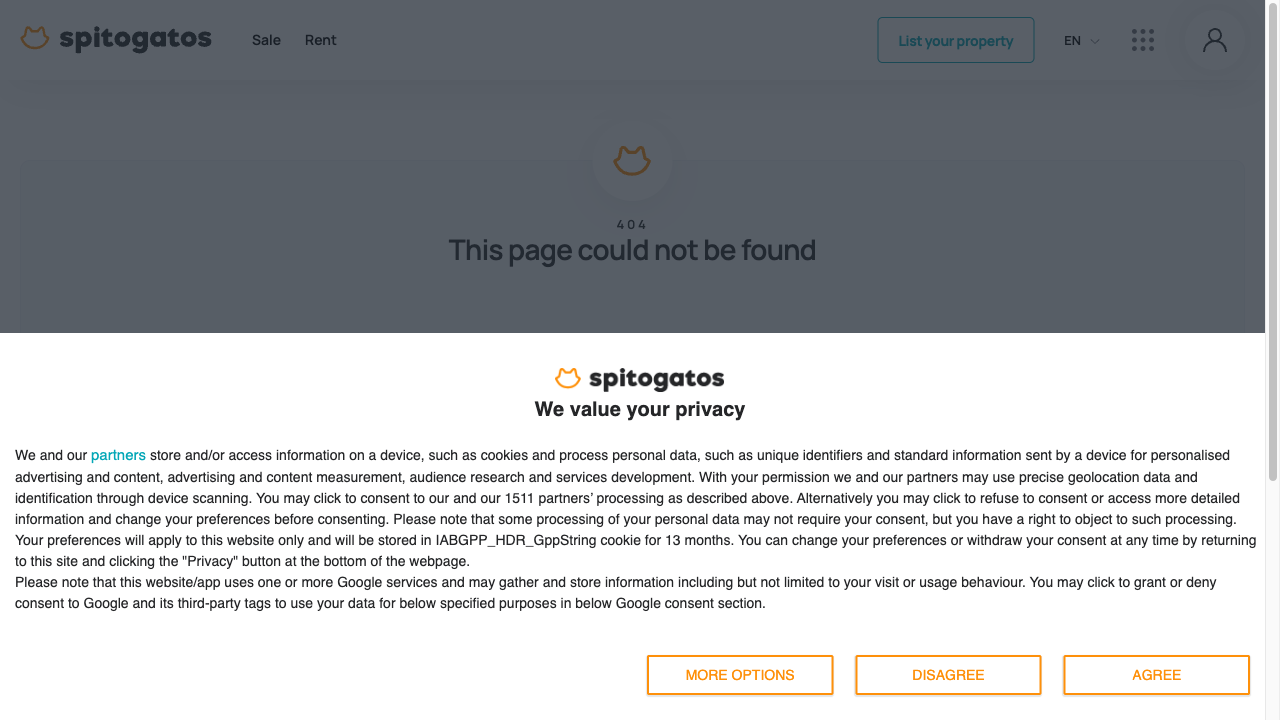 spitogatos
Sale
Rent
List your property
EN
404
This page could not be found
spitogatos
We value your privacy
We and our partners store and/or access information on a device, such as cookies and process personal data, such as unique identifiers and standard information sent by a device for personalised
advertising and content, advertising and content measurement, audience research and services development. With your permission we and our partners may use precise geolocation data and
identification through device scanning. You may click to consent to our and our 1511 partners’ processing as described above. Alternatively you may click to refuse to consent or access more detailed
information and change your preferences before consenting. Please note that some processing of your personal data may not require your consent, but you have a right to object to such processing.
Your preferences will apply to this website only and will be stored in IABGPP_HDR_GppString cookie for 13 months. You can change your preferences or withdraw your consent at any time by returning
to this site and clicking the "Privacy" button at the bottom of the webpage.
Please note that this website/app uses one or more Google services and may gather and store information including but not limited to your visit or usage behaviour. You may click to grant or deny
consent to Google and its third-party tags to use your data for below specified purposes in below Google consent section.
MORE OPTIONS
DISAGREE
AGREE